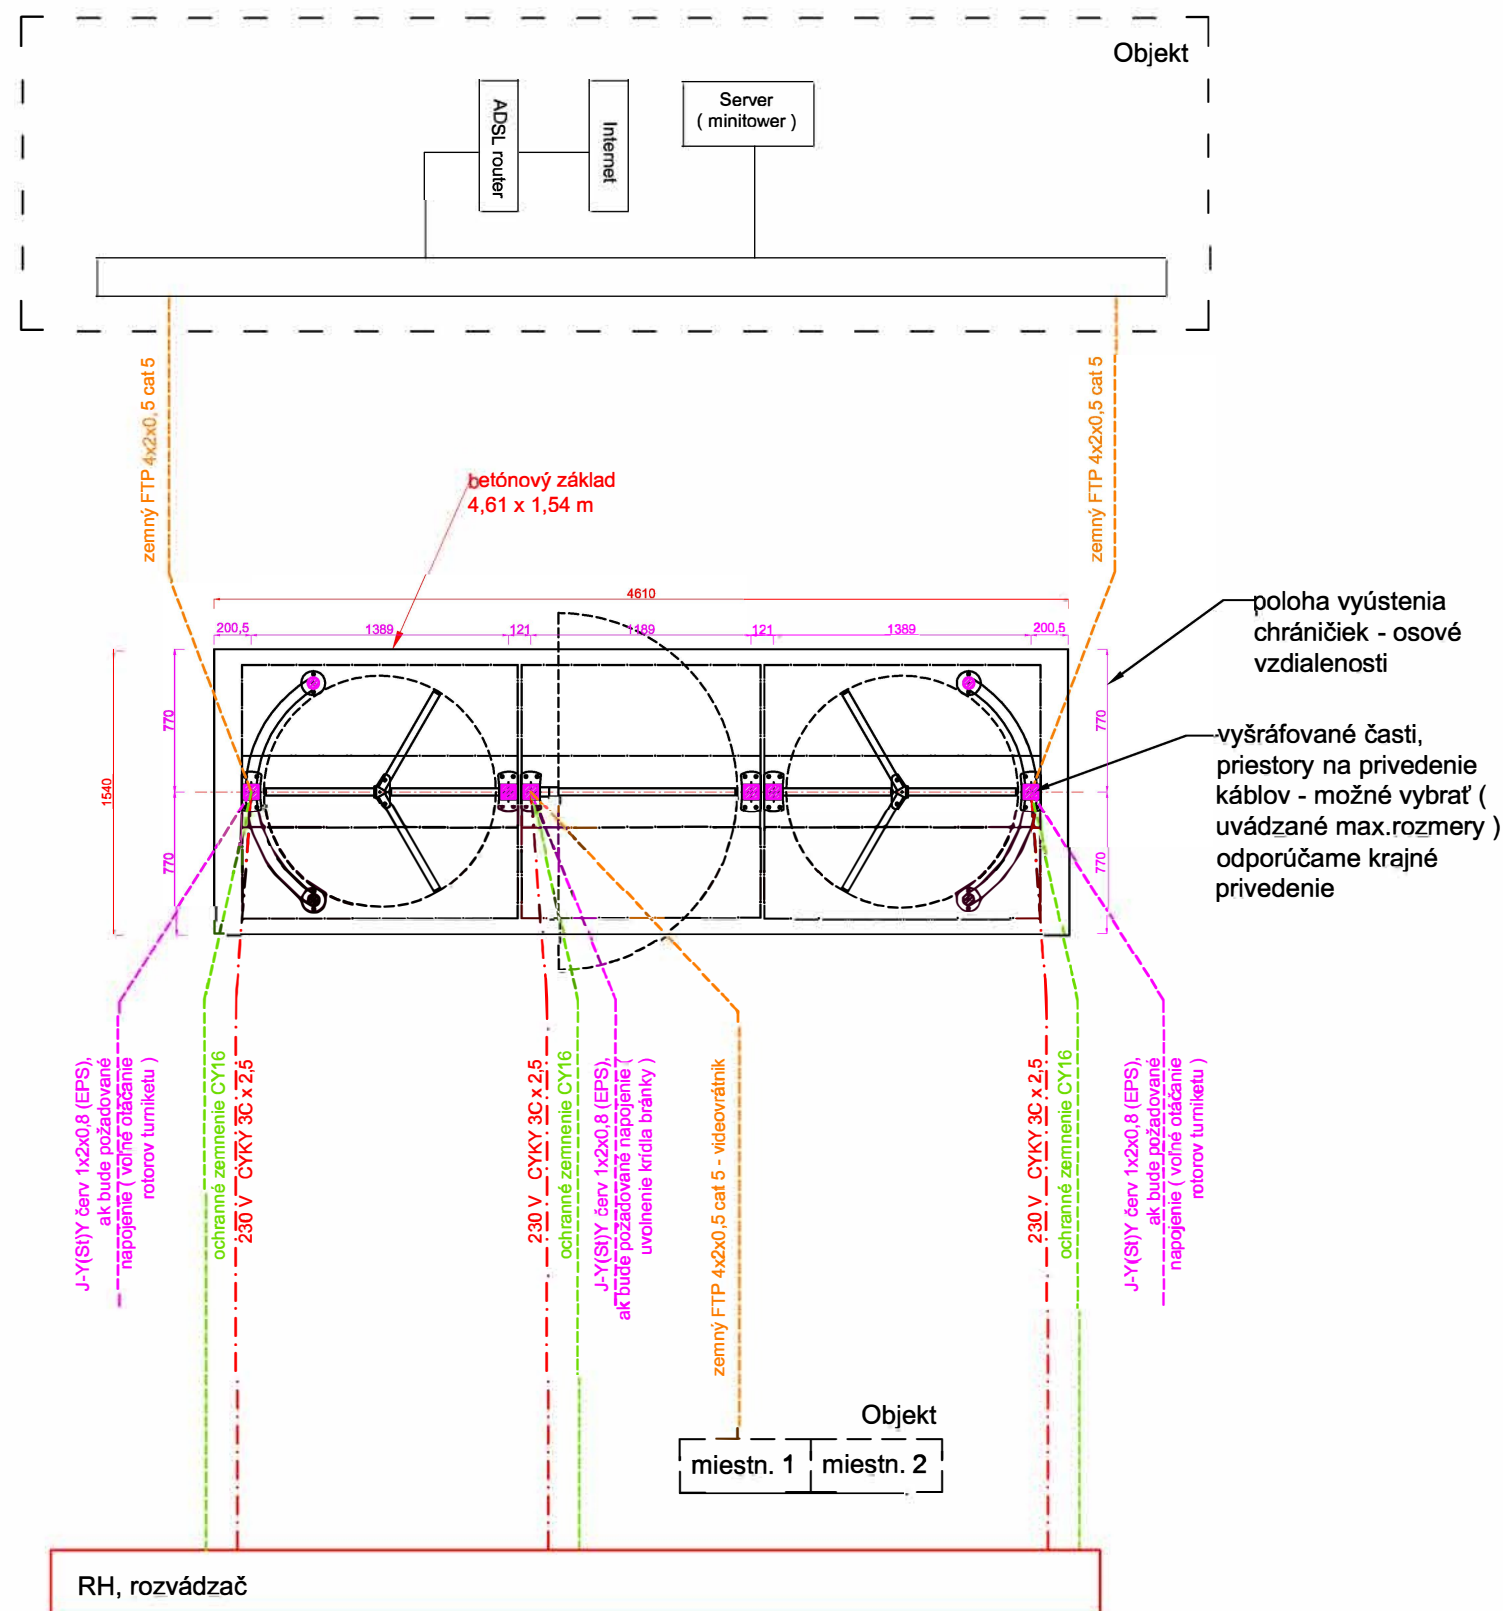 Objekt
ADSL router
Internet
Server
( minitower )
zemný FTP 4x2x0,5 cat 5
zemný FTP 4x2x0,5 cat 5
betónový základ
4,61 x 1,54 m
4610
200,5
1389
121
1189
121
1389
200,5
1540
770
770
770
770
poloha vyústenia
chráničiek - osové
vzdialenosti
vyšráfované časti,
priestory na privedenie
káblov - možné vybrať (
uvádzané max.rozmery )
odporúčame krajné
privedenie
J-Y(St)Y červ 1x2x0,8 (EPS),
ak bude požadované
napojenie ( voľné otáčanie
rotorov turniketu )
ochranné zemnenie CY16
230 V CYKY 3C x 2,5
230 V CYKY 3C x 2,5
ochranné zemnenie CY16
J-Y(St)Y červ 1x2x0,8 (EPS),
ak bude požadované napojenie (
uvolnenie krídla bránky )
zemný FTP 4x2x0,5 cat 5 - videovrátnik
230 V CYKY 3C x 2,5
ochranné zemnenie CY16
J-Y(St)Y červ 1x2x0,8 (EPS),
ak bude požadované
napojenie ( voľné otáčanie
rotorov turniketu )
Objekt
miestn. 1
miestn. 2
RH, rozvádzač